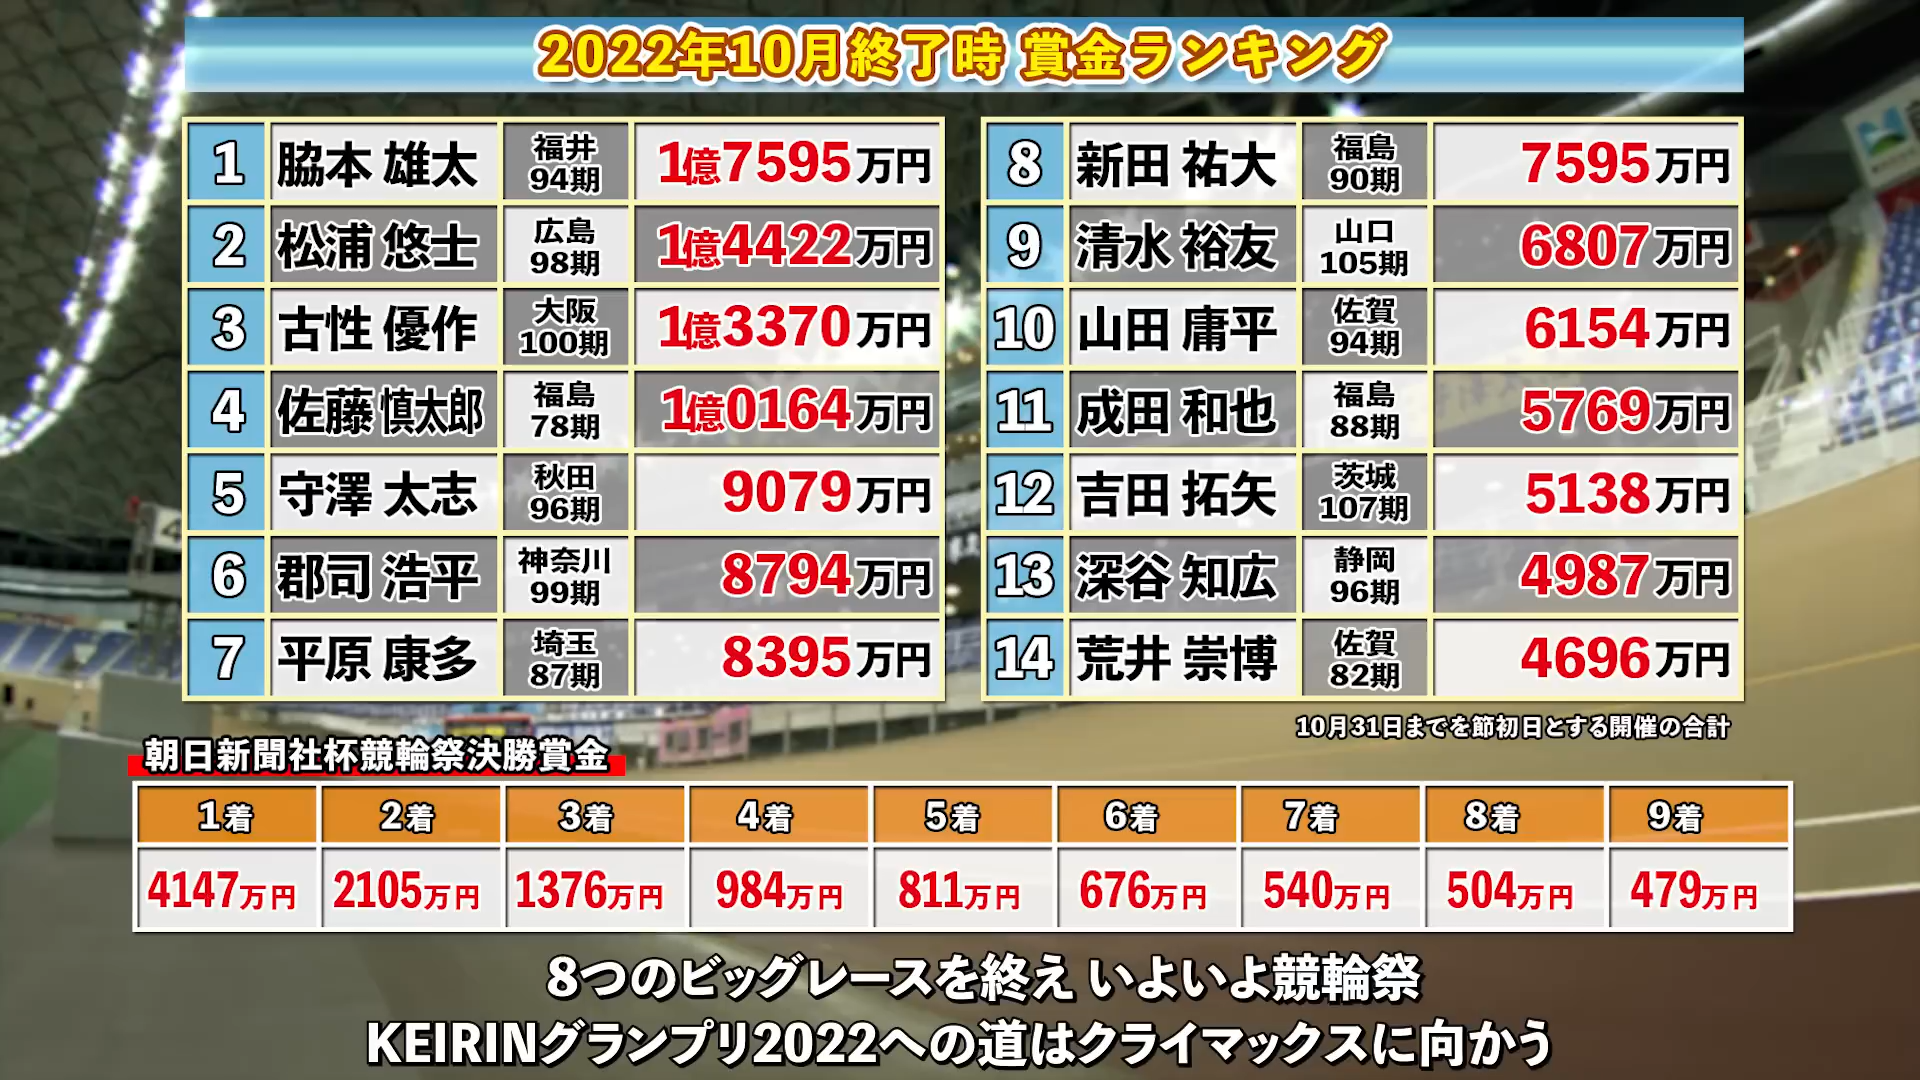 2022年10月終了時 賞金ランキング
1 脇本 雄太 福井 94期 1億7595万円
2 松浦 悠士 広島 98期 1億4422万円
3 古性 優作 大阪 100期 1億3370万円
4 佐藤 慎太郎 福島 78期 1億0164万円
5 守澤 太志 秋田 96期 9079万円
6 郡司 浩平 神奈川 99期 8794万円
7 平原 康多 埼玉 87期 8395万円
8 新田 祐大 福島 90期 7595万円
9 清水 裕友 山口 105期 6807万円
10 山田 庸平 佐賀 94期 6154万円
11 成田 和也 福島 88期 5769万円
12 吉田 拓矢 茨城 107期 5138万円
13 深谷 知広 静岡 96期 4987万円
14 荒井 崇博 佐賀 82期 4696万円
10月31日までを節初日とする開催の合計
朝日新聞社杯競輪祭決勝賞金
1着 2着 3着 4着 5着 6着 7着 8着 9着
4147万円 2105万円 1376万円 984万円 811万円 676万円 540万円 504万円 479万円
8つのビッグレースを終え いよいよ競輪祭
KEIRINグランプリ2022への道はクライマックスに向かう